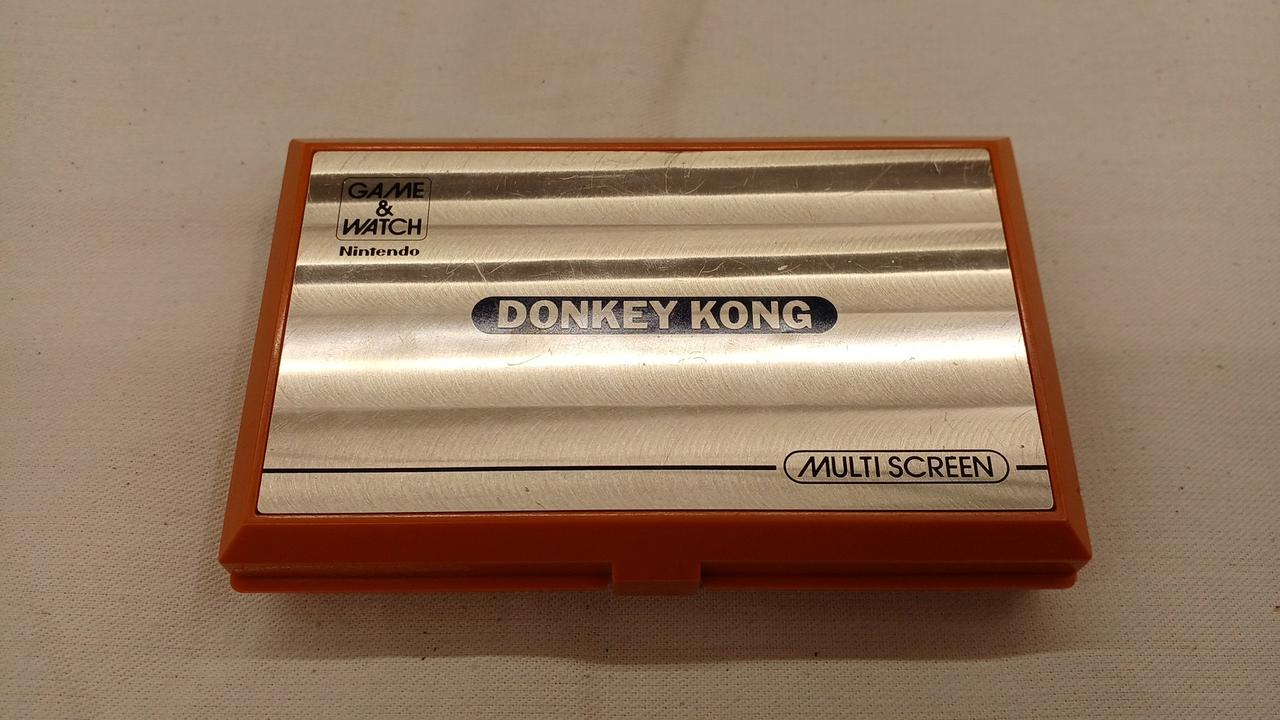 GAME
&
WATCH
Nintendo
DONKEY KONG
MULTI SCREEN